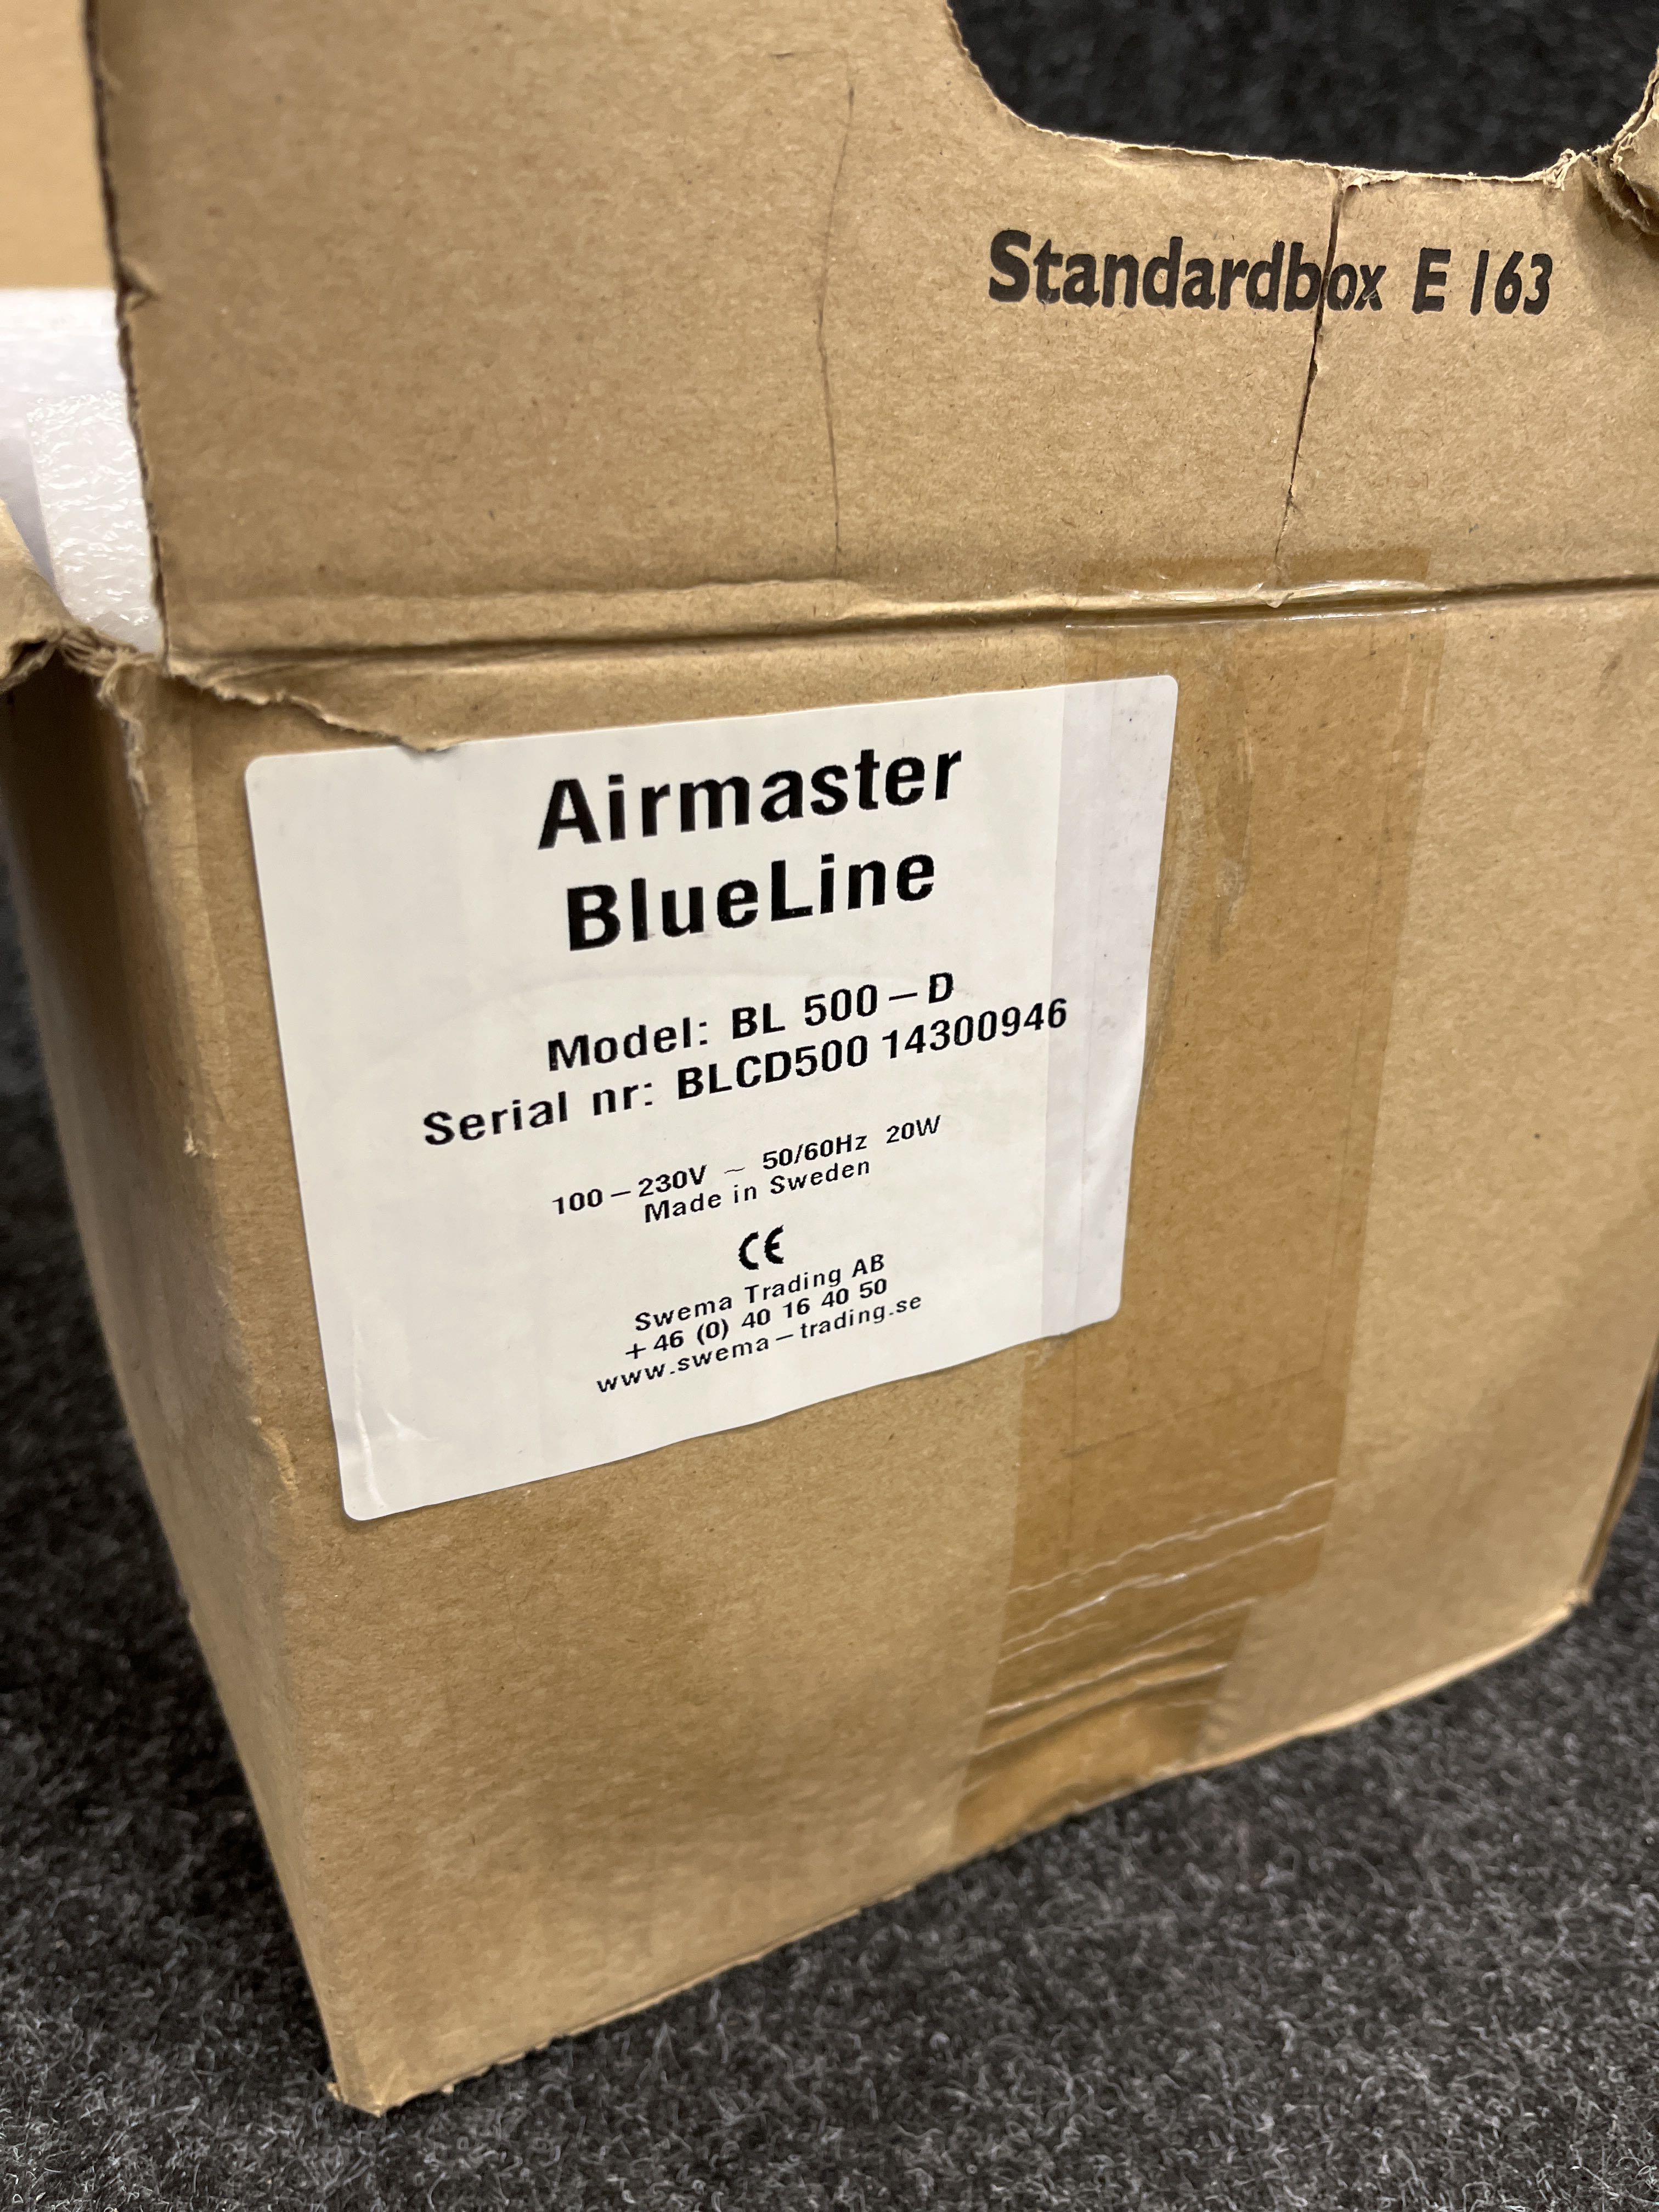 Standardbox E 163
Airmaster
BlueLine
Model: BL 500-D
Serial nr: BLCD500 14300946
100-230V ~ 50/60Hz 20W
Made in Sweden
CE
Swema Trading AB
+46 (0) 40 16 40 50
www.swema-trading.se